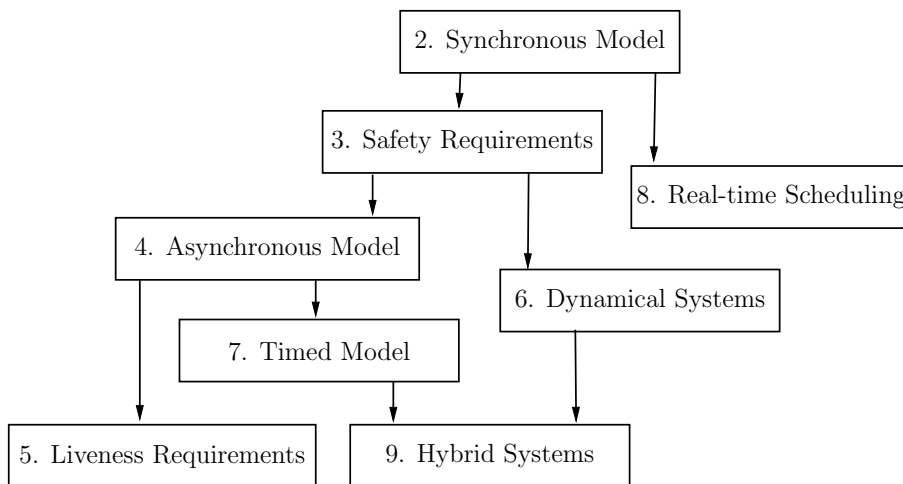 2. Synchronous Model
3. Safety Requirements
8. Real-time Scheduling
4. Asynchronous Model
6. Dynamical Systems
7. Timed Model
5. Liveness Requirements
9. Hybrid Systems